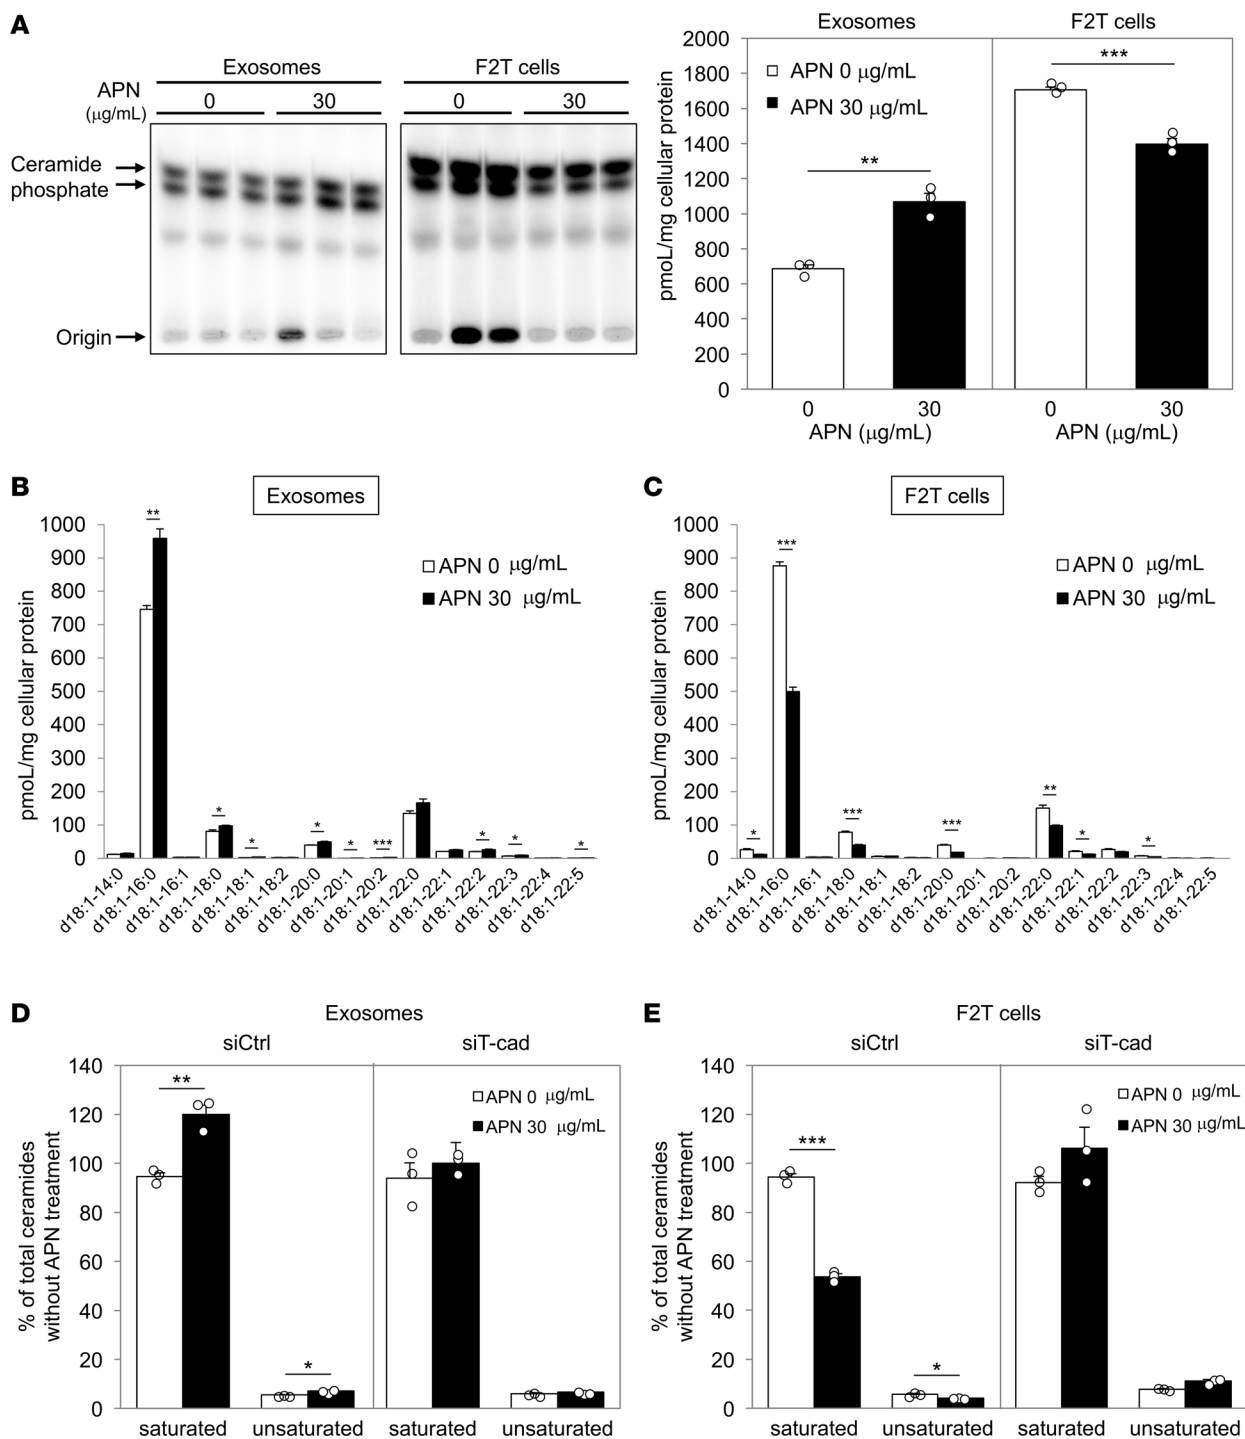 A
Exosomes
F2T cells
APN
(μg/mL)
0
30
0
30
Ceramide
phosphate
Origin
Exosomes
F2T cells
APN 0 μg/mL
APN 30 μg/mL
**
***
pmoL/mg cellular protein
2000
1800
1600
1400
1200
1000
800
600
400
200
0
0
30
0
30
APN (μg/mL)
APN (μg/mL)
B
Exosomes
APN 0 μg/mL
APN 30 μg/mL
pmoL/mg cellular protein
1000
900
800
700
600
500
400
300
200
100
0
**
*
*
*
*
***
*
*
*
d18:1-14:0
d18:1-16:0
d18:1-16:1
d18:1-18:0
d18:1-18:1
d18:1-18:2
d18:1-20:0
d18:1-20:1
d18:1-20:2
d18:1-22:0
d18:1-22:1
d18:1-22:2
d18:1-22:3
d18:1-22:4
d18:1-22:5
C
F2T cells
APN 0 μg/mL
APN 30 μg/mL
pmoL/mg cellular protein
1000
900
800
700
600
500
400
300
200
100
0
*
***
***
***
**
*
*
d18:1-14:0
d18:1-16:0
d18:1-16:1
d18:1-18:0
d18:1-18:1
d18:1-18:2
d18:1-20:0
d18:1-20:1
d18:1-20:2
d18:1-22:0
d18:1-22:1
d18:1-22:2
d18:1-22:3
d18:1-22:4
d18:1-22:5
D
Exosomes
siCtrl
siT-cad
APN 0 μg/mL
APN 30 μg/mL
% of total ceramides
without APN treatment
140
120
100
80
60
40
20
0
**
*
saturated
unsaturated
saturated
unsaturated
E
F2T cells
siCtrl
siT-cad
APN 0 μg/mL
APN 30 μg/mL
% of total ceramides
without APN treatment
140
120
100
80
60
40
20
0
***
*
saturated
unsaturated
saturated
unsaturated